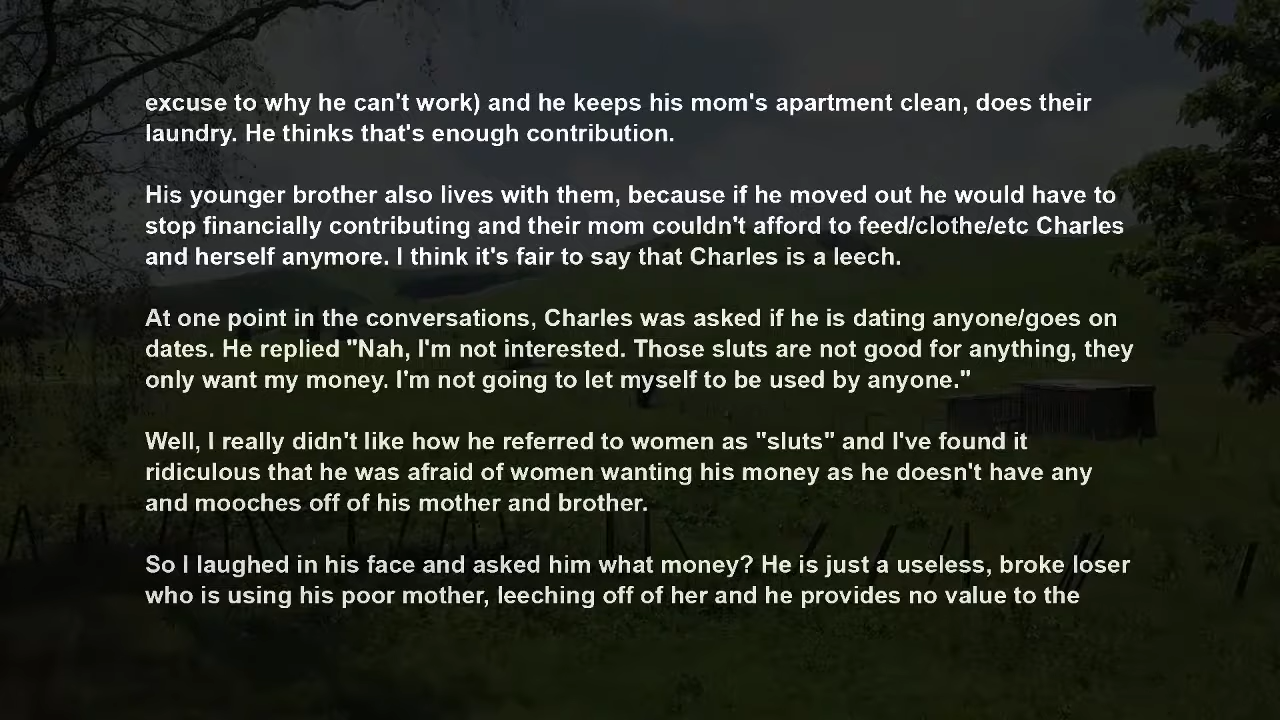 excuse to why he can't work) and he keeps his mom's apartment clean, does their
laundry. He thinks that's enough contribution.
His younger brother also lives with them, because if he moved out he would have to
stop financially contributing and their mom couldn't afford to feed/clothe/etc Charles
and herself anymore. I think it's fair to say that Charles is a leech.
At one point in the conversations, Charles was asked if he is dating anyone/goes on
dates. He replied "Nah, I'm not interested. Those sluts are not good for anything, they
only want my money. I'm not going to let myself to be used by anyone."
Well, I really didn't like how he referred to women as "sluts" and I've found it
ridiculous that he was afraid of women wanting his money as he doesn't have any
and mooches off of his mother and brother.
So I laughed in his face and asked him what money? He is just a useless, broke loser
who is using his poor mother, leeching off of her and he provides no value to the